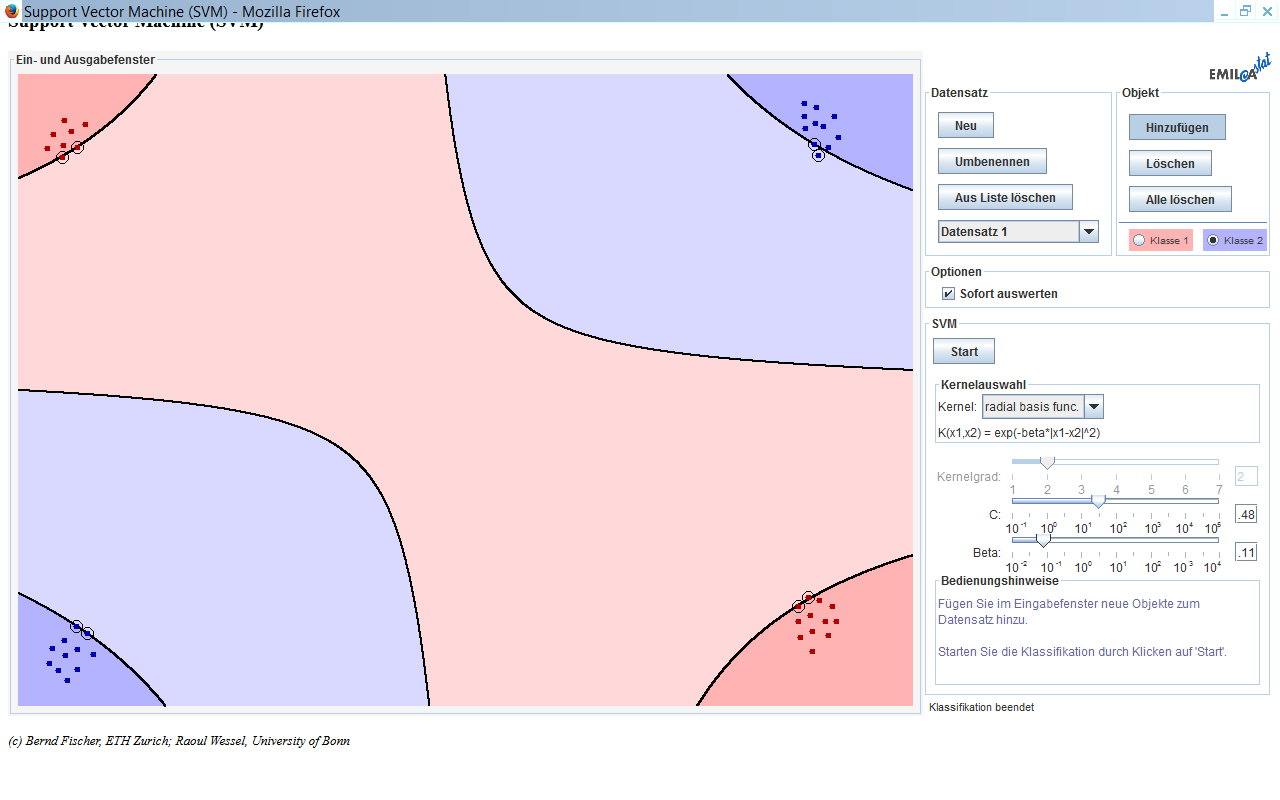 Support Vector Machine (SVM) - Mozilla Firefox
Support Vector Machine (SVM)
Ein- und Ausgabefenster
EMILeA stat
Datensatz
Neu
Umbenennen
Aus Liste löschen
Datensatz 1
Objekt
Hinzufügen
Löschen
Alle löschen
Klasse 1
Klasse 2
Optionen
Sofort auswerten
SVM
Start
Kernelauswahl
Kernel: radial basis func.
K(x1,x2) = exp(-beta*|x1-x2|^2)
Kernelgrad: 2
1 2 3 4 5 6 7
C: .48
10^-1 10^0 10^1 10^2 10^3 10^4 10^5
Beta: .11
10^-2 10^-1 10^0 10^1 10^2 10^3 10^4
Bedienungshinweise
Fügen Sie im Eingabefenster neue Objekte zum
Datensatz hinzu.
Starten Sie die Klassifikation durch Klicken auf 'Start'.
Klassifikation beendet
(c) Bernd Fischer, ETH Zurich; Raoul Wessel, University of Bonn